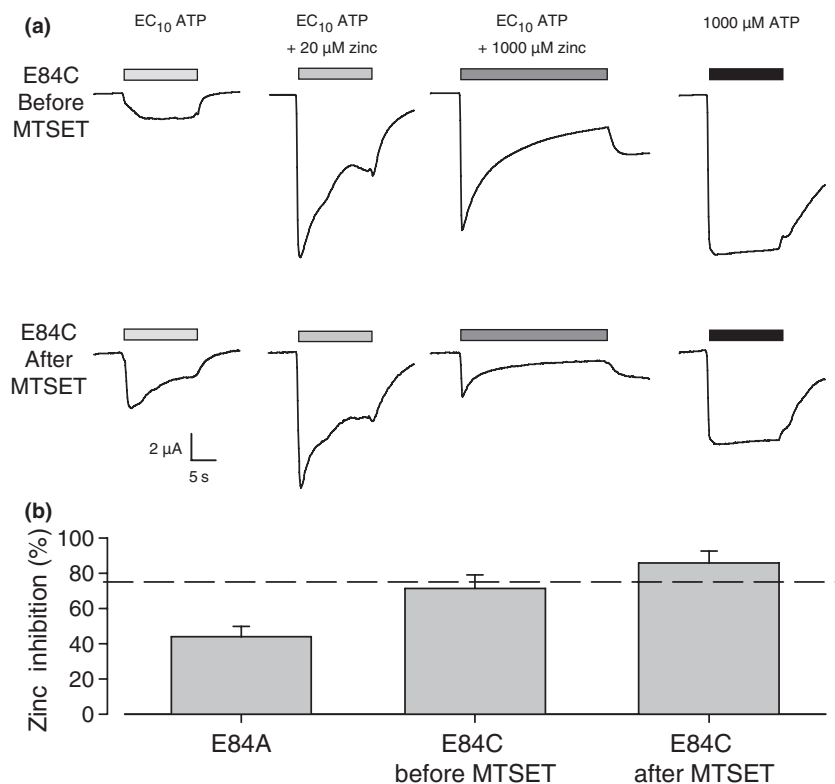 (a)
EC10 ATP
EC10 ATP
+ 20 µM zinc
EC10 ATP
+ 1000 µM zinc
1000 µM ATP
E84C
Before
MTSET
E84C
After
MTSET
2 µA
5 s
(b)
Zinc inhibition (%)
100
80
60
40
20
0
E84A
E84C
before MTSET
E84C
after MTSET